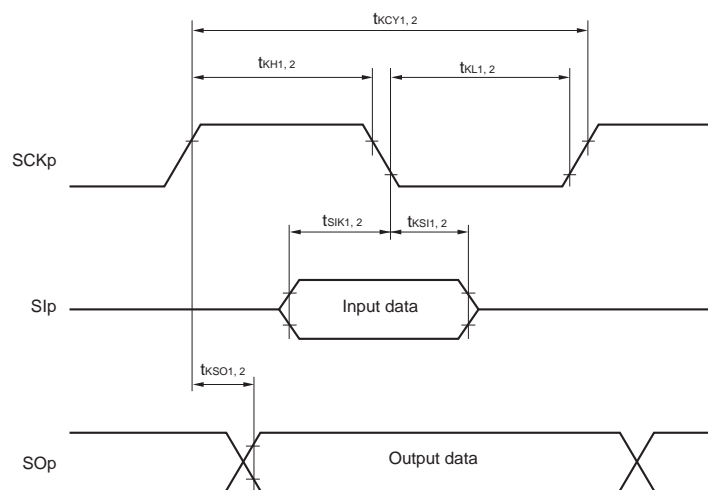 tKCY1, 2
tKH1, 2
tKL1, 2
SCKp
tSIK1, 2
tKSI1, 2
SIp
Input data
tKSO1, 2
SOp
Output data